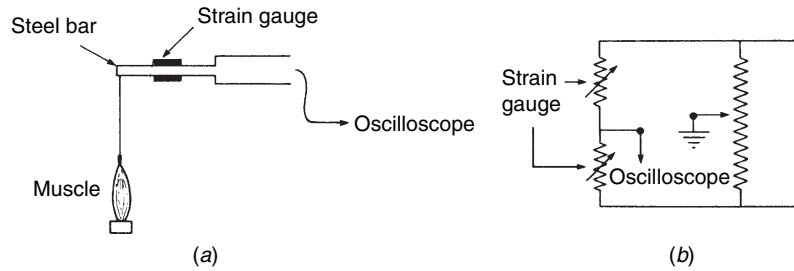 Strain gauge
Steel bar
Oscilloscope
Muscle
(a)
Strain
gauge
Oscilloscope
(b)